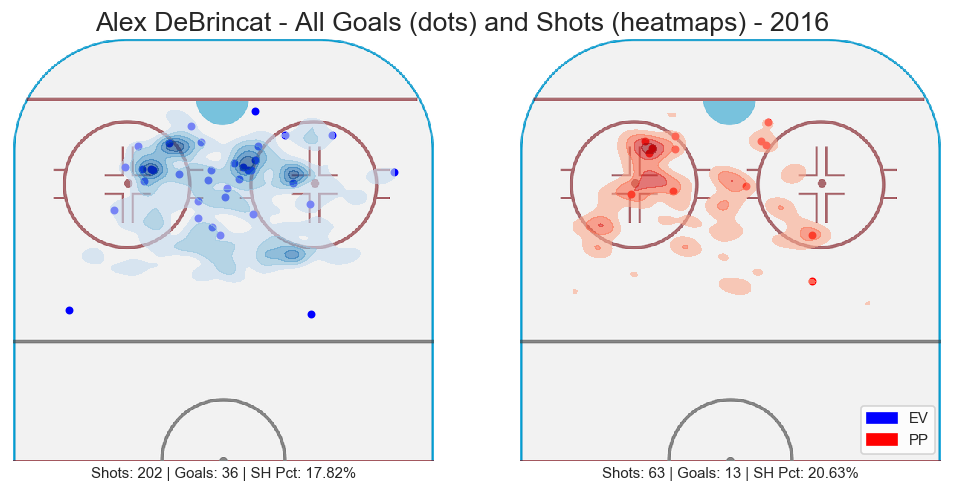 Alex DeBrincat - All Goals (dots) and Shots (heatmaps) - 2016
EV
PP
Shots: 202 | Goals: 36 | SH Pct: 17.82%
Shots: 63 | Goals: 13 | SH Pct: 20.63%